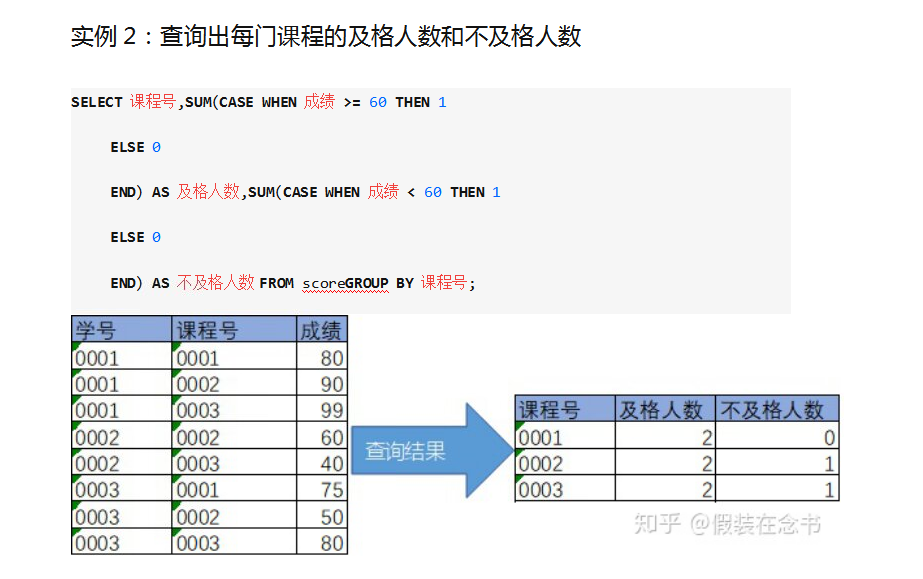 实例 2：查询出每门课程的及格人数和不及格人数
SELECT 课程号,SUM(CASE WHEN 成绩 >= 60 THEN 1
ELSE 0
END) AS 及格人数,SUM(CASE WHEN 成绩 < 60 THEN 1
ELSE 0
END) AS 不及格人数 FROM scoreGROUP BY 课程号;
学号 课程号 成绩
0001 0001 80
0001 0002 90
0001 0003 99
0002 0002 60
0002 0003 40
0003 0001 75
0003 0002 50
0003 0003 80
查询结果
课程号 及格人数 不及格人数
0001 2 0
0002 2 1
0003 2 1
知乎 @假装在念书